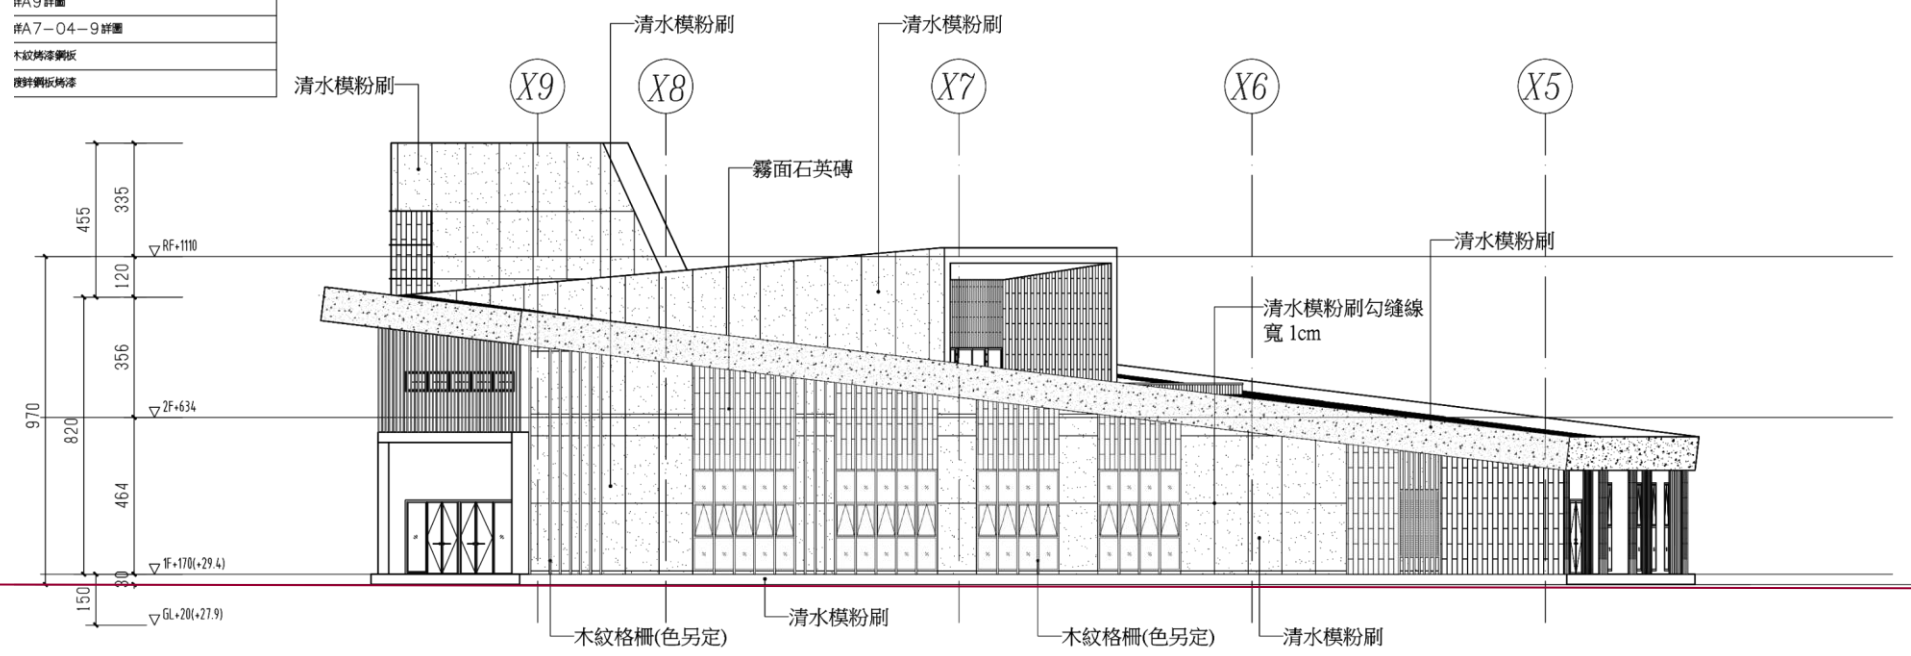 詳A9詳圖
詳A7-04-9詳圖
木紋烤漆鋼板
鍍鋅鋼板烤漆
清水模粉刷
清水模粉刷
清水模粉刷
X9
X8
X7
X6
X5
霧面石英磚
清水模粉刷
清水模粉刷勾縫線
寬 1cm
335
455
RF+1110
120
356
2F+634
970
820
464
1F+170(+29.4)
30
150
GL+20(+27.9)
清水模粉刷
木紋格柵(色另定)
木紋格柵(色另定)
清水模粉刷